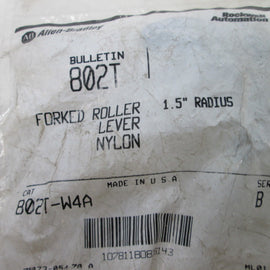 AB Allen-Bradley
Rockwell
Automation
BULLETIN
802T
FORKED ROLLER 1.5" RADIUS
LEVER
NYLON
MADE IN U.S.A
CAT
SER
802T-W4A
B